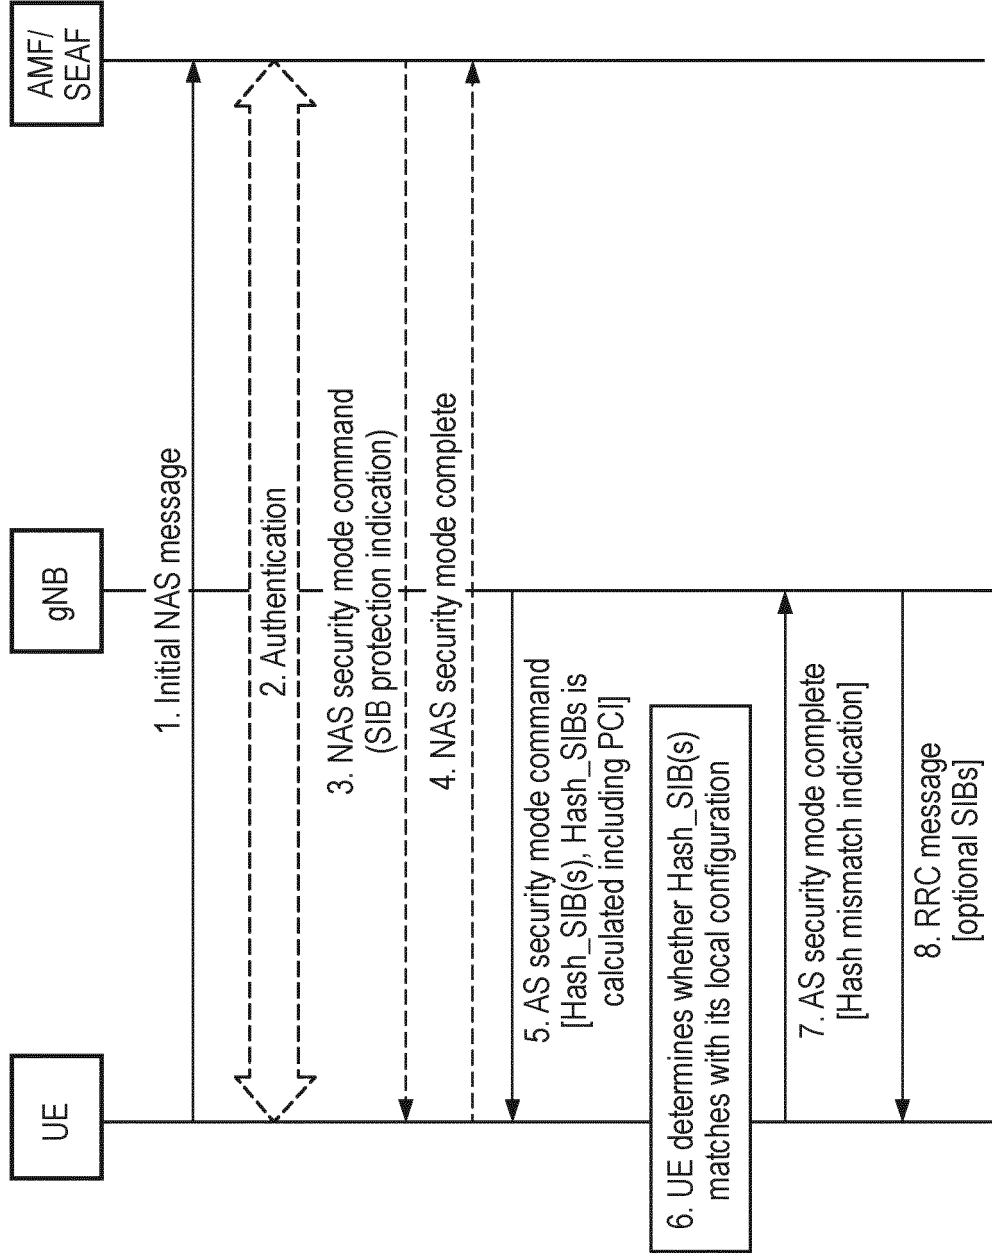 UE
gNB
AMF/
SEAF
1. Initial NAS message
2. Authentication
3. NAS security mode command
(SIB protection indication)
4. NAS security mode complete
5. AS security mode command
[Hash_SIB(s), Hash_SIBs is
calculated including PCI]
6. UE determines whether Hash_SIB(s)
matches with its local configuration
7. AS security mode complete
[Hash mismatch indication]
8. RRC message
[optional SIBs]